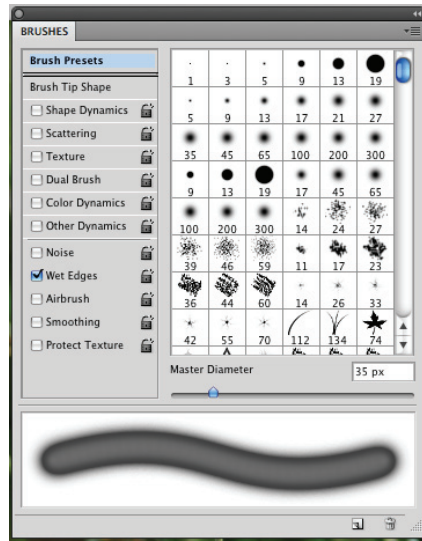 BRUSHES
Brush Presets
Brush Tip Shape
Shape Dynamics
Scattering
Texture
Dual Brush
Color Dynamics
Other Dynamics
Noise
Wet Edges
Airbrush
Smoothing
Protect Texture
1 3 5 9 13 19
5 9 13 17 21 27
35 45 65 100 200 300
9 13 19 17 45 65
100 200 300 14 24 27
39 46 59 11 17 23
36 44 60 14 26 33
42 55 70 112 134 74
Master Diameter 35 px